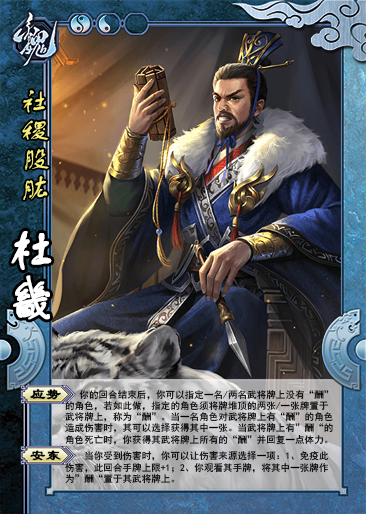 魏
社稷股肱
杜畿
应势 你的回合结束后，你可以指定一名/两名武将牌上没有“酬”
的角色，若如此做，指定的角色须将牌堆顶的两张/一张牌置于
武将牌上，称为“酬”。当一名角色对武将牌上有“酬”的角色
造成伤害时，其可以选择获得其中一张。当武将牌上有“酬“的
角色死亡时，你获得其武将牌上所有的“酬”并回复一点体力。
安东 当你受到伤害时，你可以让伤害来源选择一项：1、免疫此
伤害，此回合手牌上限+1；2、你观看其手牌，将其中一张牌作
为”酬“置于其武将牌上。